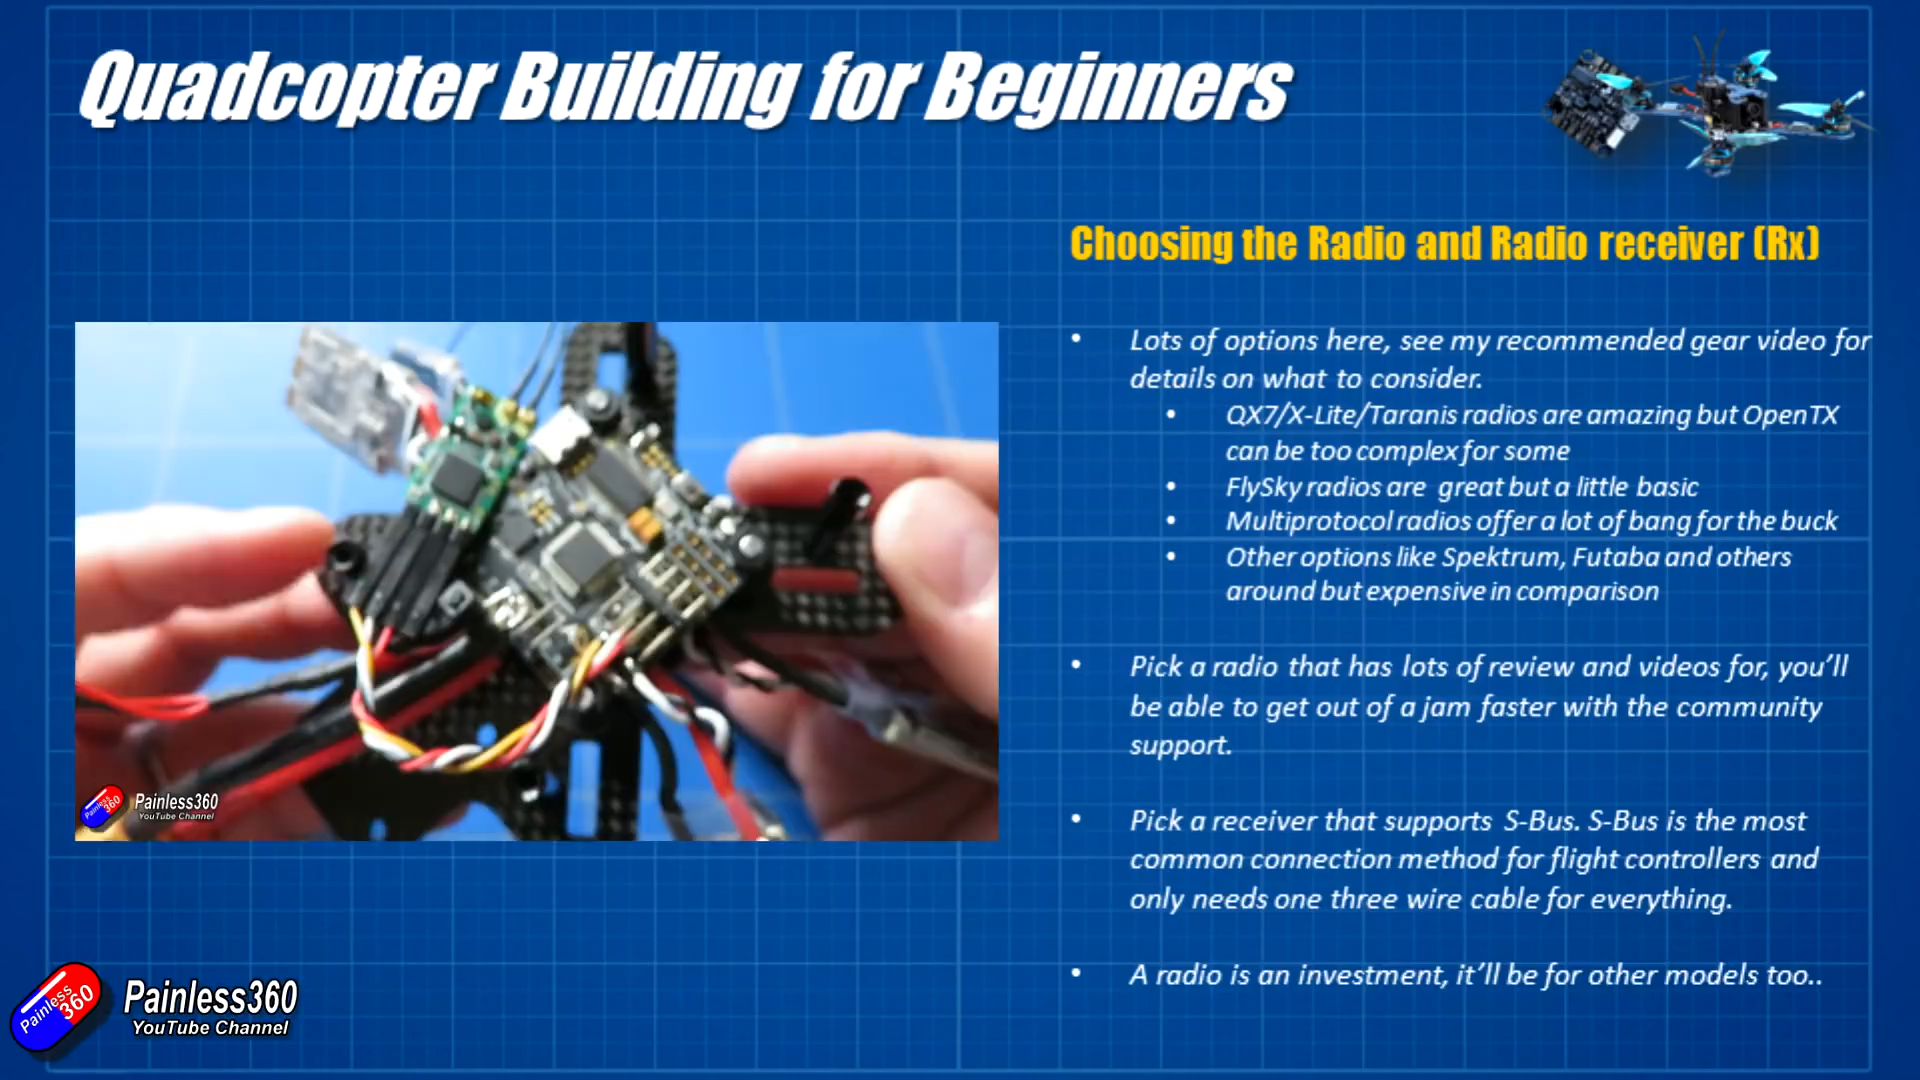 Quadcopter Building for Beginners
Choosing the Radio and Radio receiver (Rx)
• Lots of options here, see my recommended gear video for
details on what to consider.
• QX7/X-Lite/Taranis radios are amazing but OpenTX
can be too complex for some
• FlySky radios are great but a little basic
• Multiprotocol radios offer a lot of bang for the buck
• Other options like Spektrum, Futaba and others
around but expensive in comparison
• Pick a radio that has lots of review and videos for, you'll
be able to get out of a jam faster with the community
support.
• Pick a receiver that supports S-Bus. S-Bus is the most
common connection method for flight controllers and
only needs one three wire cable for everything.
• A radio is an investment, it'll be for other models too..
Painless 360
Painless360
YouTube Channel
Painless 360
Painless360
YouTube Channel